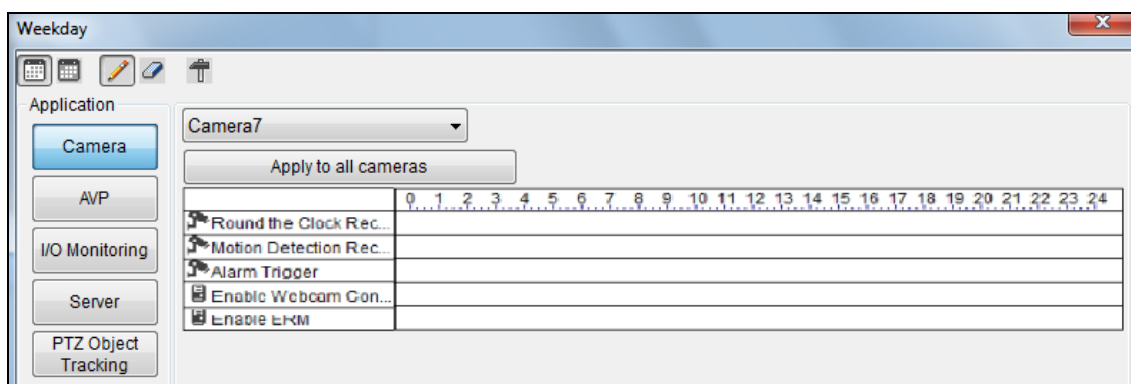 Weekday
Application
Camera
AVP
I/O Monitoring
Server
PTZ Object
Tracking
Camera7
Apply to all cameras
0 1 2 3 4 5 6 7 8 9 10 11 12 13 14 15 16 17 18 19 20 21 22 23 24
Round the Clock Rec...
Motion Detection Rec...
Alarm Trigger
Enable Webcam Con...
Enable ERM